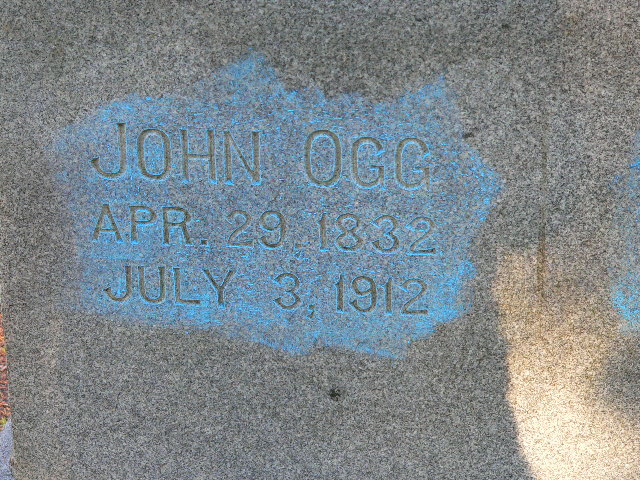 JOHN OGG
APR. 29, 1832
JULY 3, 1912